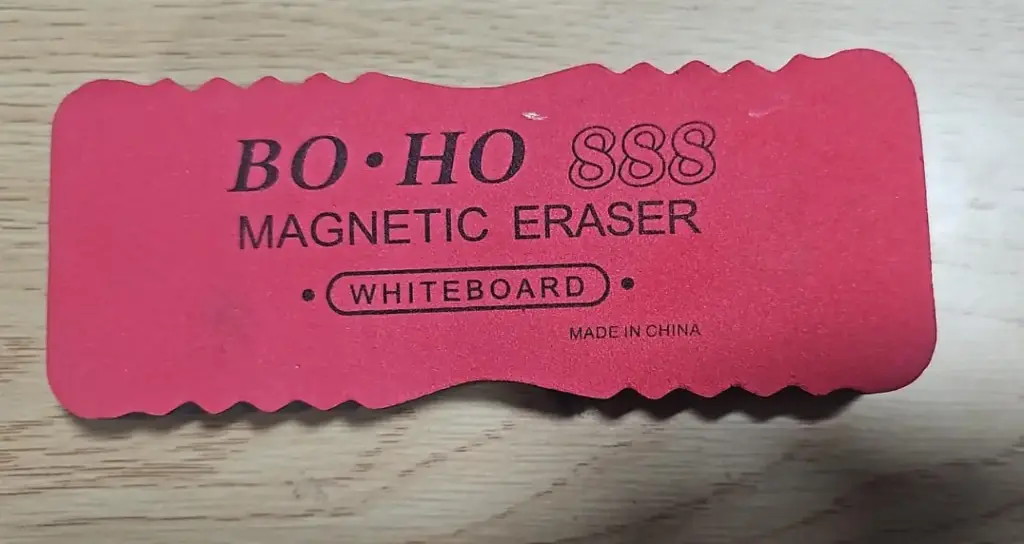 BO·HO 888
MAGNETIC ERASER
• WHITEBOARD •
MADE IN CHINA